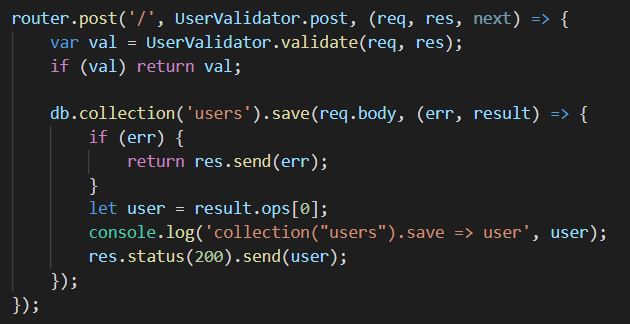 router.post('/', UserValidator.post, (req, res, next) => {
    var val = UserValidator.validate(req, res);
    if (val) return val;

    db.collection('users').save(req.body, (err, result) => {
        if (err) {
            return res.send(err);
        }
        let user = result.ops[0];
        console.log('collection("users").save => user', user);
        res.status(200).send(user);
    });
});